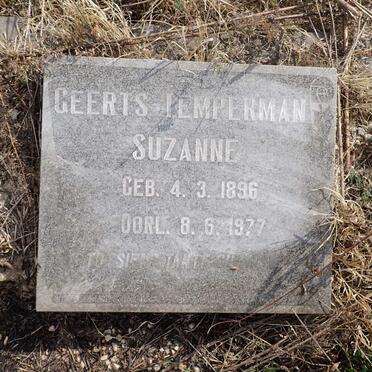 GEERTS-TEMPERMAN
SUZANNE
GEB. 4. 3. 1896
OORL. 8. 6. 1977